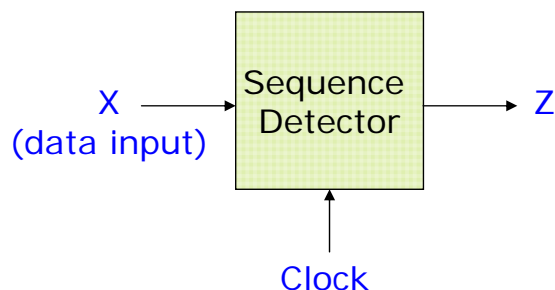 Sequence
Detector
X
(data input)
Z
Clock